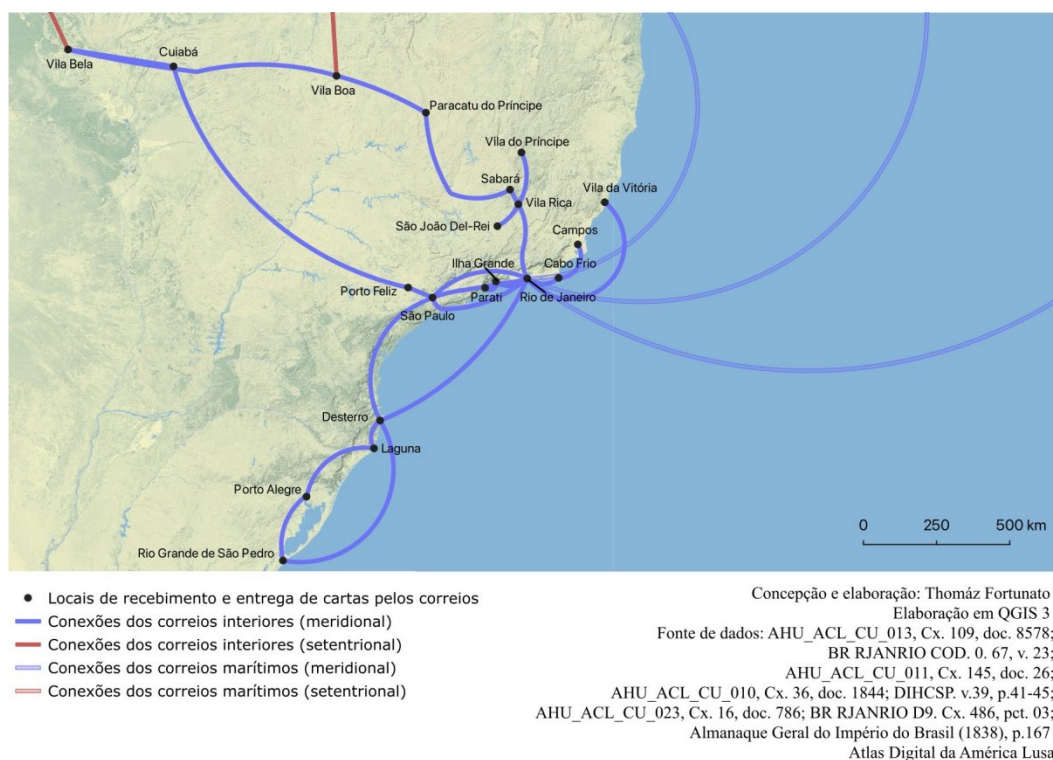 Vila Bela
Cuiabá
Vila Boa
Paracatu do Príncipe
Vila do Príncipe
Sabará
Vila da Vitória
Vila Rica
São João Del-Rei
Campos
Ilha Grande
Cabo Frio
Porto Feliz
Parati
Rio de Janeiro
São Paulo
Desterro
Laguna
Porto Alegre
Rio Grande de São Pedro
0 250 500 km
Locais de recebimento e entrega de cartas pelos correios
Conexões dos correios interiores (meridional)
Conexões dos correios interiores (setentrional)
Conexões dos correios marítimos (meridional)
Conexões dos correios marítimos (setentrional)
Concepção e elaboração: Thomáz Fortunato
Elaboração em QGIS 3
Fonte de dados: AHU_ACL_CU_013, Cx. 109, doc. 8578;
BR RJANRIO COD. 0. 67, v. 23;
AHU_ACL_CU_011, Cx. 145, doc. 26;
AHU_ACL_CU_010, Cx. 36, doc. 1844; DIHCSP. v.39, p.41-45;
AHU_ACL_CU_023, Cx. 16, doc. 786; BR RJANRIO D9. Cx. 486, pct. 03;
Almanaque Geral do Império do Brasil (1838), p.167
Atlas Digital da América Lusa